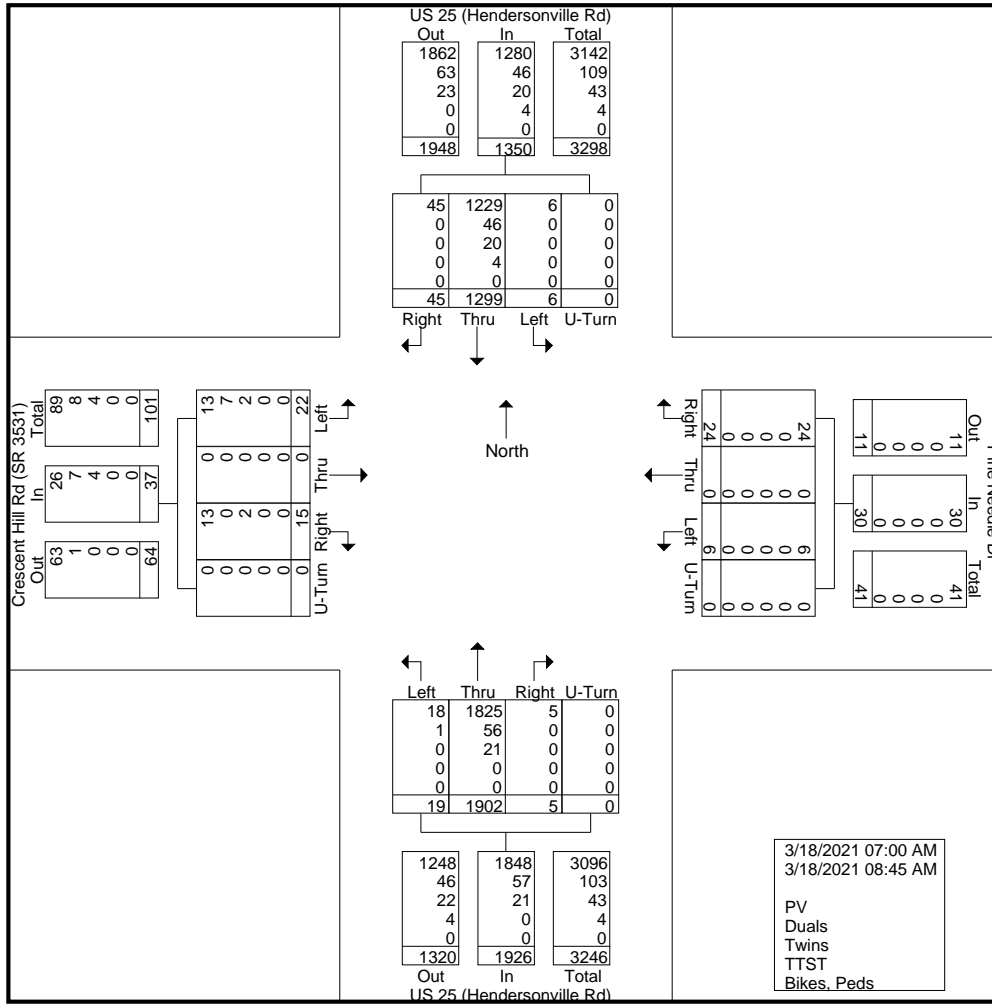 US 25 (Hendersonville Rd)
Out In Total
1862 1280 3142
63 46 109
23 20 43
0 4 4
0 0 0
1948 1350 3298
45 1229 6 0
0 46 0 0
0 20 0 0
0 4 0 0
0 0 0 0
45 1299 6 0
Right Thru Left U-Turn
North
Crescent Hill Rd (SR 3531)
Total In Out
89 8 4 0 0 101
26 7 4 0 0 37
63 1 0 0 0 64
13 7 2 0 0 22
0 0 0 0 0 0
13 0 2 0 0 15
0 0 0 0 0 0
Left Thru Right U-Turn
Right Thru Left U-Turn
24 0 0 0 0 24
0 0 0 0 0 0
6 0 0 0 0 6
0 0 0 0 0 0
Out In Total
11 0 0 0 0 11
30 0 0 0 0 30
41 0 0 0 0 41
Needle
Left Thru Right U-Turn
18 1825 5 0
1 56 0 0
0 21 0 0
0 0 0 0
0 0 0 0
19 1902 5 0
1248 1848 3096
46 57 103
22 21 43
4 0 4
0 0 0
1320 1926 3246
Out In Total
US 25 (Hendersonville Rd)
3/18/2021 07:00 AM
3/18/2021 08:45 AM
PV
Duals
Twins
TTST
Bikes, Peds